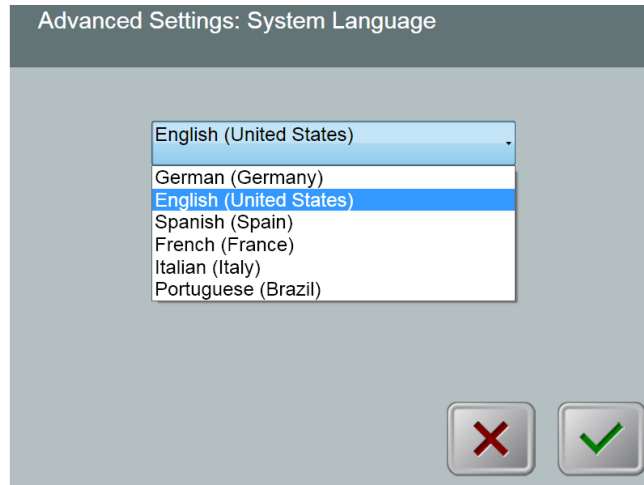 Advanced Settings: System Language
English (United States)
German (Germany)
English (United States)
Spanish (Spain)
French (France)
Italian (Italy)
Portuguese (Brazil)